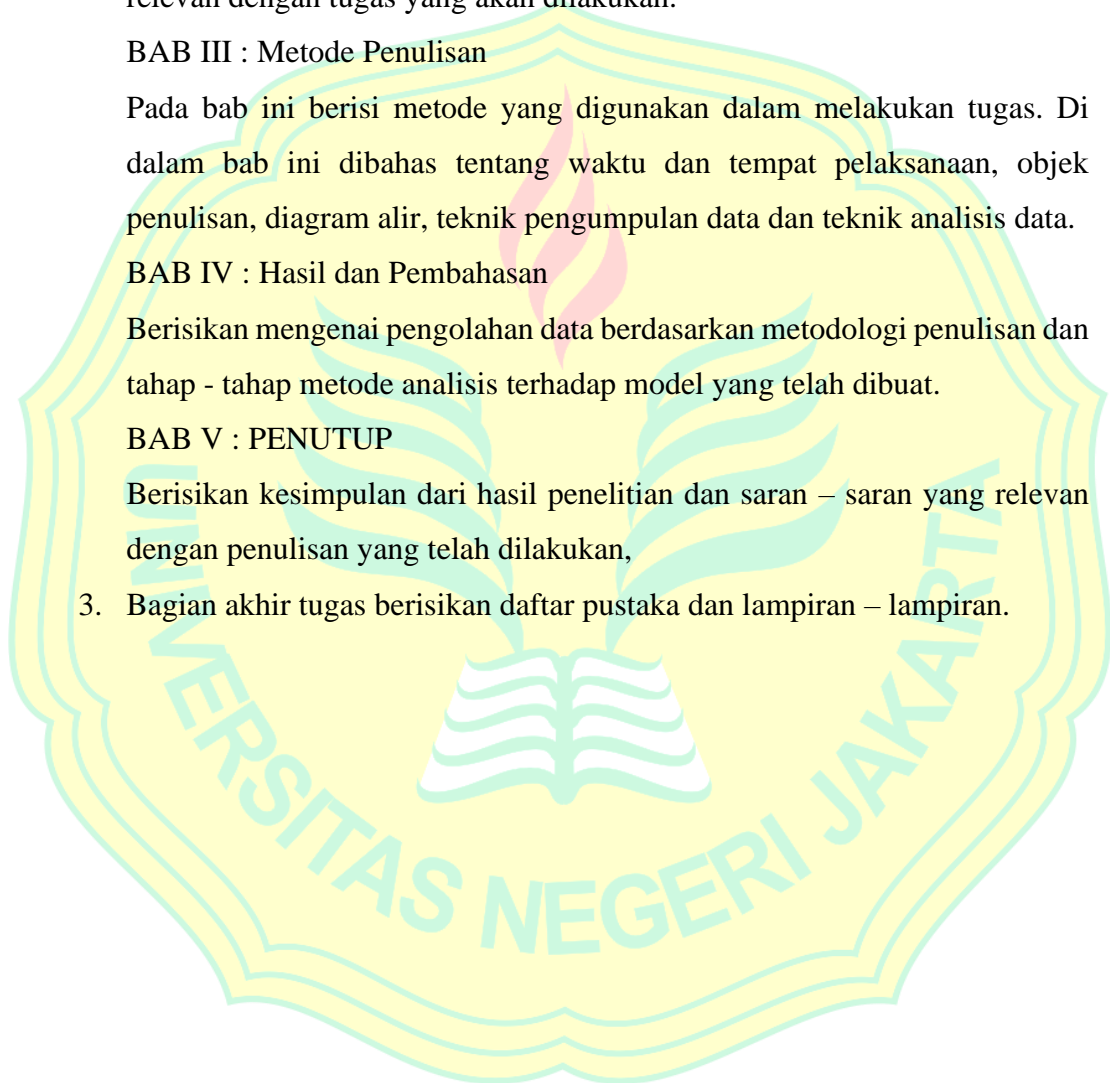 relevan dengan tugas yang akan dilakukan.
BAB III : Metode Penulisan
Pada bab ini berisi metode yang digunakan dalam melakukan tugas. Di
dalam bab ini dibahas tentang waktu dan tempat pelaksanaan, objek
penulisan, diagram alir, teknik pengumpulan data dan teknik analisis data.
BAB IV : Hasil dan Pembahasan
Berisikan mengenai pengolahan data berdasarkan metodologi penulisan dan
tahap - tahap metode analisis terhadap model yang telah dibuat.
BAB V : PENUTUP
Berisikan kesimpulan dari hasil penelitian dan saran – saran yang relevan
dengan penulisan yang telah dilakukan,
3. Bagian akhir tugas berisikan daftar pustaka dan lampiran – lampiran.
UNIVERSITAS NEGERI JAKARTA